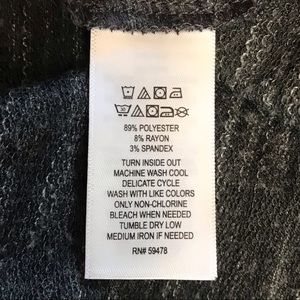 89% POLYESTER
8% RAYON
3% SPANDEX
TURN INSIDE OUT
MACHINE WASH COOL
DELICATE CYCLE
WASH WITH LIKE COLORS
ONLY NON-CHLORINE
BLEACH WHEN NEEDED
TUMBLE DRY LOW
MEDIUM IRON IF NEEDED
RN# 59478